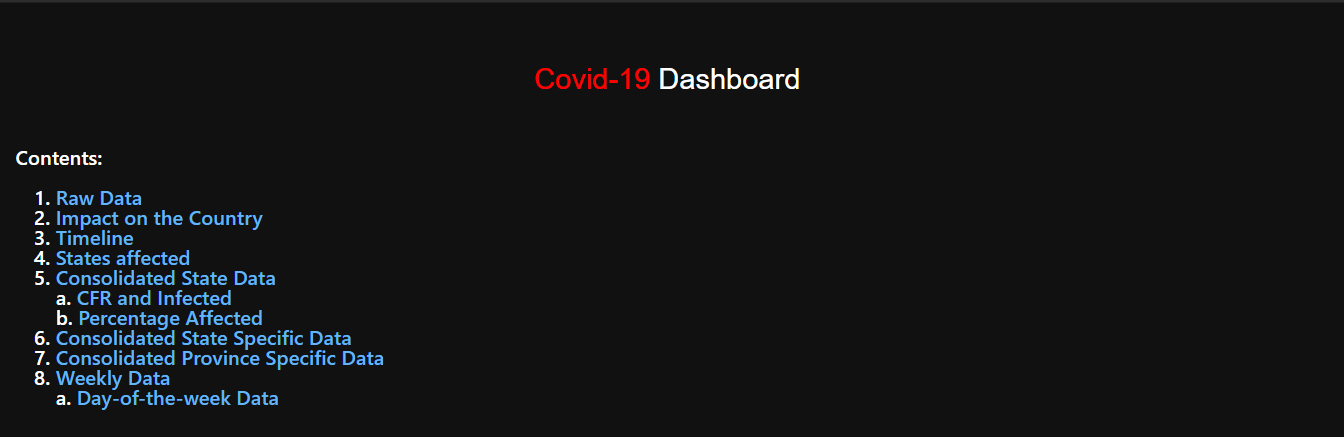 Covid-19 Dashboard
Contents:
1. Raw Data
2. Impact on the Country
3. Timeline
4. States affected
5. Consolidated State Data
a. CFR and Infected
b. Percentage Affected
6. Consolidated State Specific Data
7. Consolidated Province Specific Data
8. Weekly Data
a. Day-of-the-week Data